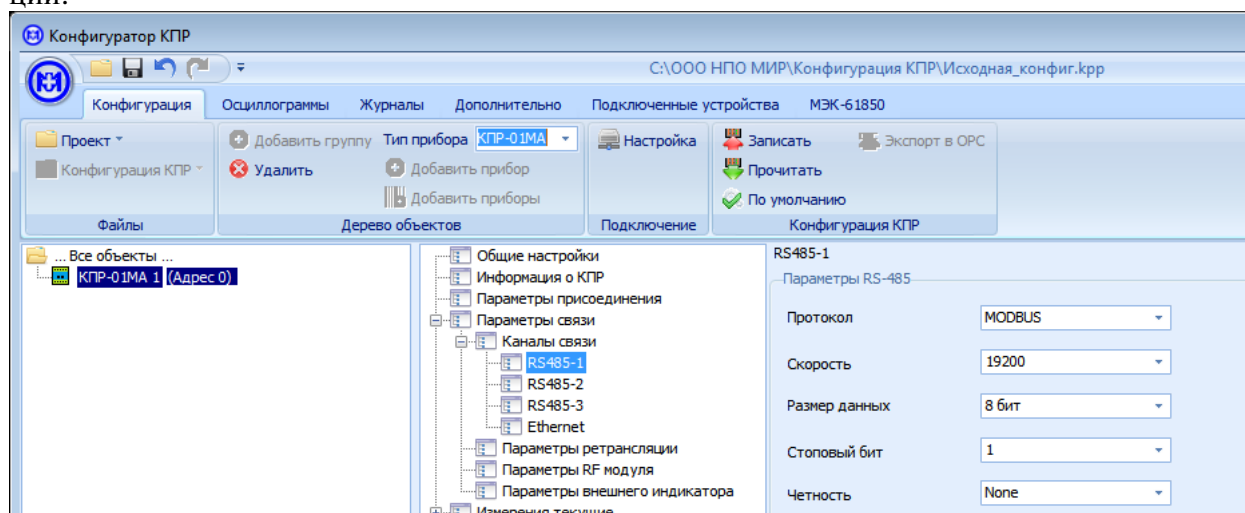 ции.
Конфигуратор КПР
C:\ООО НПО МИР\Конфигурация КПР\Исходная_конфиг.kpp
Конфигурация Осциллограммы Журналы Дополнительно Подключенные устройства МЭК-61850
Проект Добавить группу Тип прибора КПР-01МА Настройка Записать Экспорт в OPC
Конфигурация КПР Удалить Добавить прибор Прочитать
Добавить приборы По умолчанию
Файлы Дерево объектов Подключение Конфигурация КПР
... Все объекты ...
КПР-01МА 1 (Адрес 0)
Общие настройки
Информация о КПР
Параметры присоединения
Параметры связи
Каналы связи
RS485-1
RS485-2
RS485-3
Ethernet
Параметры ретрансляции
Параметры RF модуля
Параметры внешнего индикатора
Измерения текущие
RS485-1
Параметры RS-485
Протокол MODBUS
Скорость 19200
Размер данных 8 бит
Стоповый бит 1
Четность None